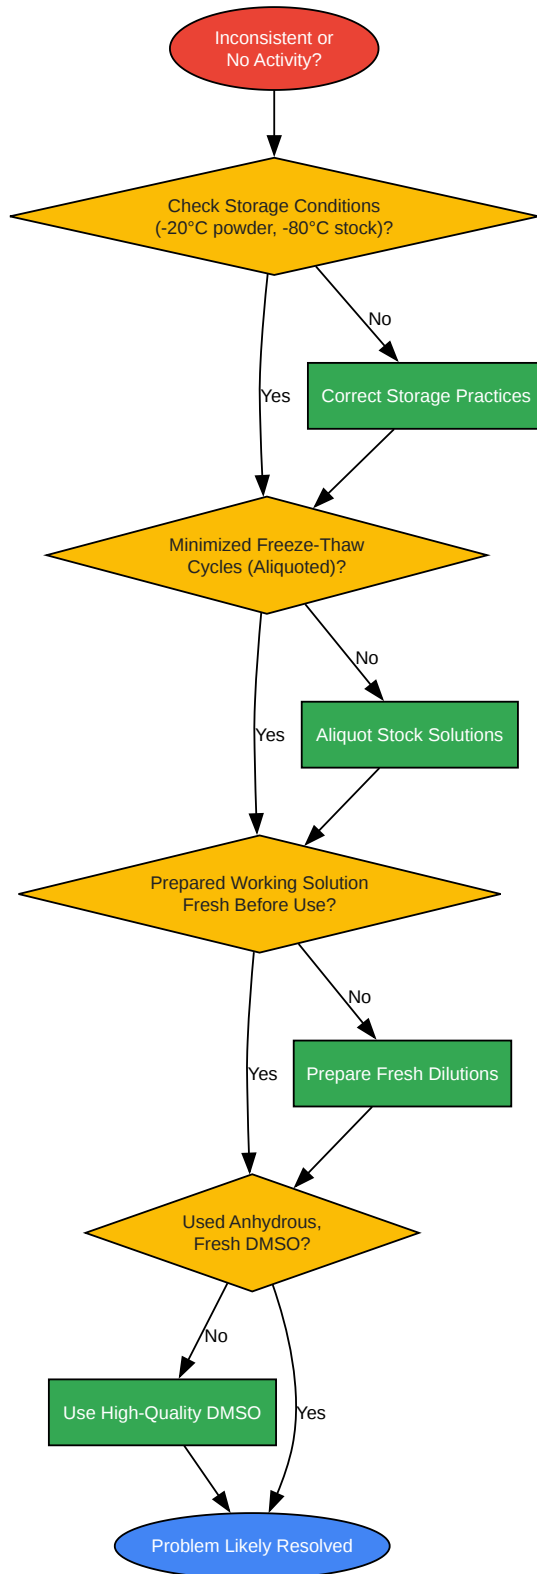 Inconsistent or
No Activity?
Check Storage Conditions
(-20°C powder, -80°C stock)?
No
Yes
Correct Storage Practices
Minimized Freeze-Thaw
Cycles (Aliquoted)?
No
Yes
Aliquot Stock Solutions
Prepared Working Solution
Fresh Before Use?
No
Yes
Prepare Fresh Dilutions
Used Anhydrous,
Fresh DMSO?
No
Use High-Quality DMSO
Yes
Problem Likely Resolved